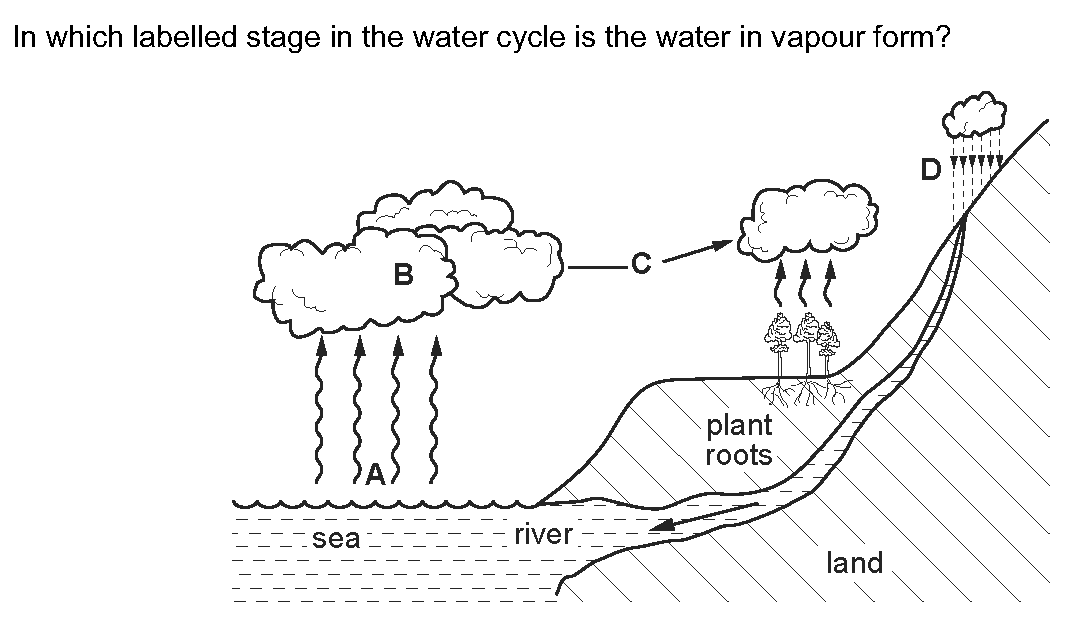 In which labelled stage in the water cycle is the water in vapour form?
D
B
C
A
plant
roots
sea
river
land